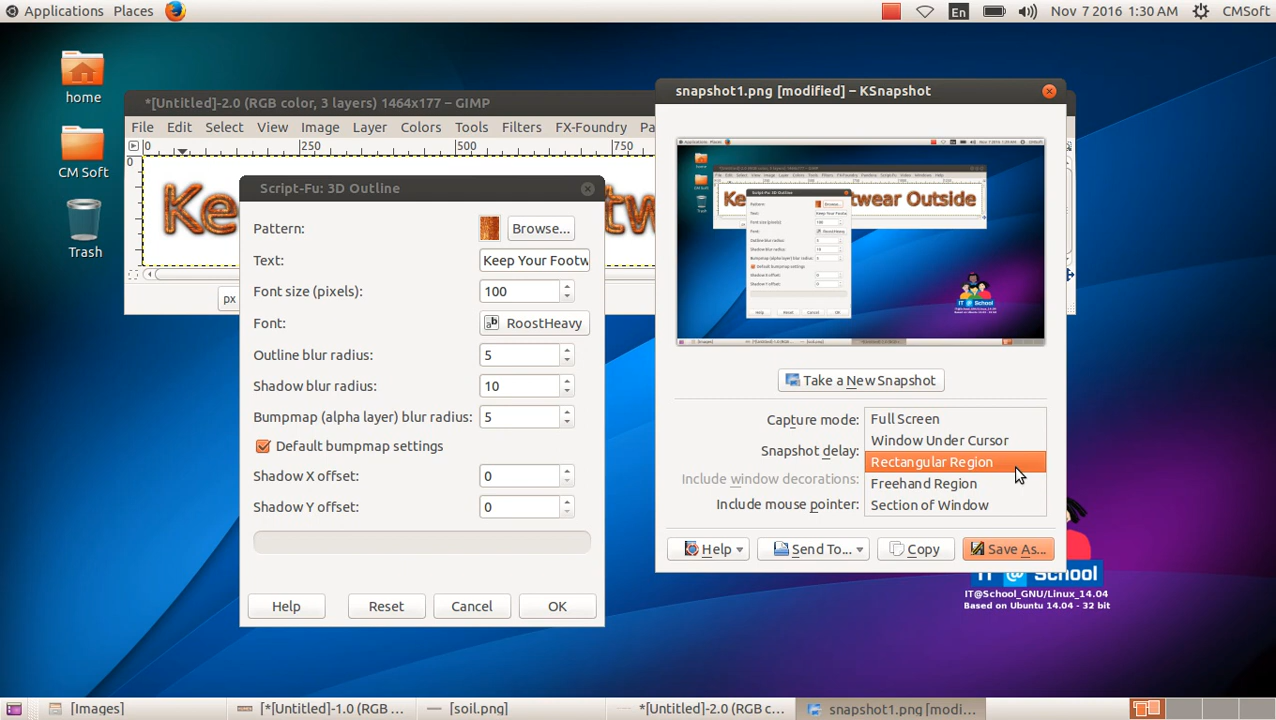 Applications Places En Nov 7 2016 1:30 AM CMSoft
home
CM Soft
Trash
*[Untitled]-2.0 (RGB color, 3 layers) 1464x177 – GIMP
File Edit Select View Image Layer Colors Tools Filters FX-Foundry Pa
0 250 500 750
0
px
Script-Fu: 3D Outline
Pattern: Browse...
Text: Keep Your Footw
Font size (pixels): 100
Font: RoostHeavy
Outline blur radius: 5
Shadow blur radius: 10
Bumpmap (alpha layer) blur radius: 5
Default bumpmap settings
Shadow X offset: 0
Shadow Y offset: 0
Help Reset Cancel OK
snapshot1.png [modified] – KSnapshot
Take a New Snapshot
Capture mode: Full Screen
Window Under Cursor
Snapshot delay:
Rectangular Region
Include window decorations: Freehand Region
Include mouse pointer: Section of Window
Help Send To... Copy Save As...
IT @ School
IT@School_GNU/Linux_14.04
Based on Ubuntu 14.04 - 32 bit
[Images] [*[Untitled]-1.0 (RGB ... [soil.png] *[Untitled]-2.0 (RGB c... snapshot1.png [modi...